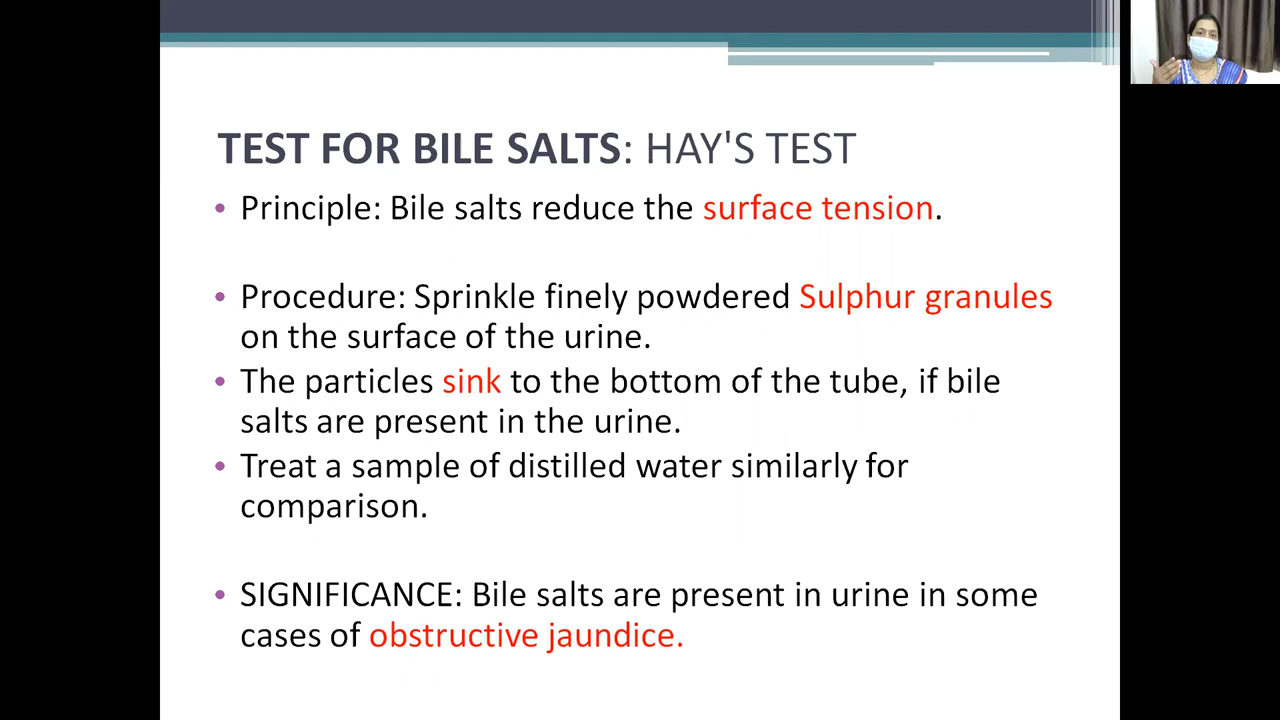 TEST FOR BILE SALTS: HAY'S TEST
• Principle: Bile salts reduce the surface tension.
• Procedure: Sprinkle finely powdered Sulphur granules
on the surface of the urine.
• The particles sink to the bottom of the tube, if bile
salts are present in the urine.
• Treat a sample of distilled water similarly for
comparison.
• SIGNIFICANCE: Bile salts are present in urine in some
cases of obstructive jaundice.